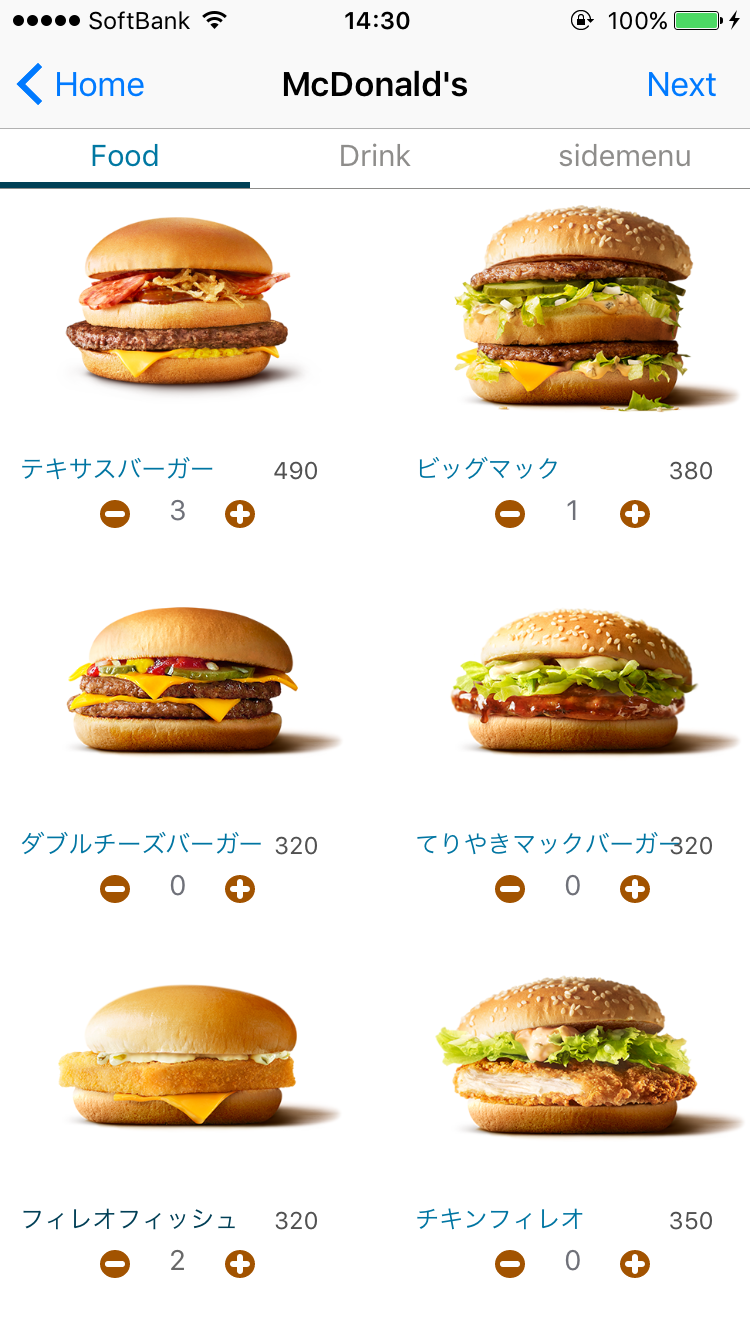 SoftBank 14:30 100%
Home McDonald's Next
Food Drink sidemenu
テキサスバーガー 490 ビッグマック 380
3 1
ダブルチーズバーガー 320 てりやきマックバーガー 320
0 0
フィレオフィッシュ 320 チキンフィレオ 350
2 0